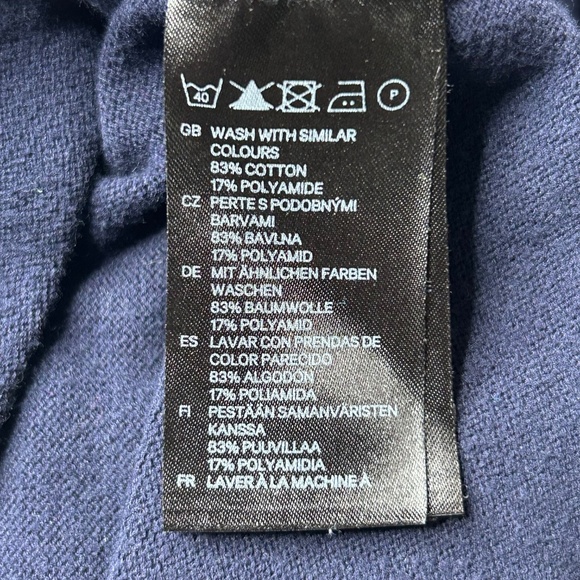 40 P
GB WASH WITH SIMILAR
COLOURS
83% COTTON
17% POLYAMIDE
CZ PERTE S PODOBNÝMI
BARVAMI
83% BAVLNA
17% POLYAMID
DE MIT ÄHNLICHEN FARBEN
WASCHEN
83% BAUMWOLLE
17% POLYAMID
ES LAVAR CON PRENDAS DE
COLOR PARECIDO
83% ALGODON
17% POLIAMIDA
FI PESTÄÄN SAMANVÄRISTEN
KANSSA
83% PUUVILLAA
17% POLYAMIDIA
FR LAVER À LA MACHINE À